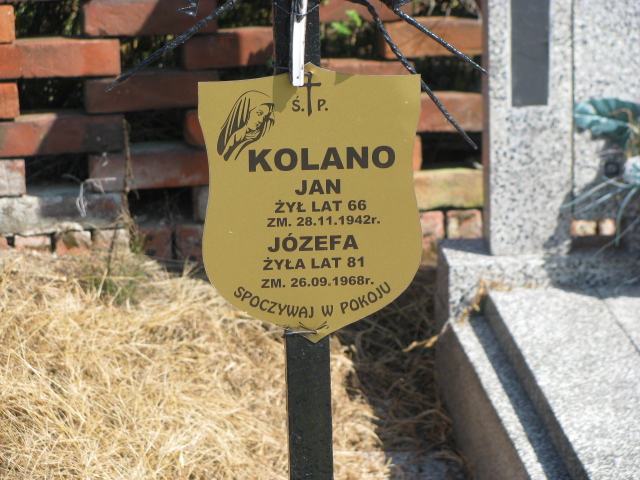 Ś. P.
KOLANO
JAN
ŻYŁ LAT 66
ZM. 28.11.1942r.
JÓZEFA
ŻYŁA LAT 81
ZM. 26.09.1968r.
SPOCZYWAJ W POKOJU